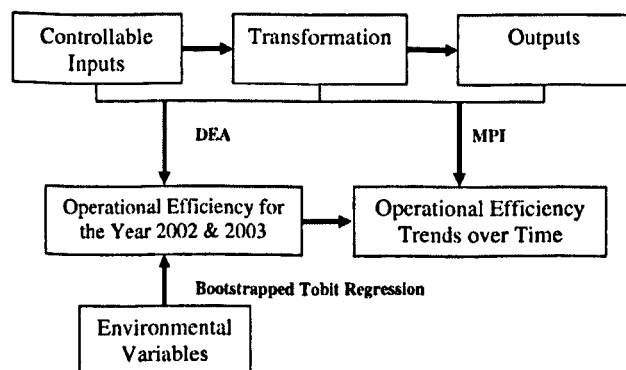 Controllable
Inputs
Transformation
Outputs
DEA
MPI
Operational Efficiency for
the Year 2002 & 2003
Operational Efficiency
Trends over Time
Bootstrapped Tobit Regression
Environmental
Variables